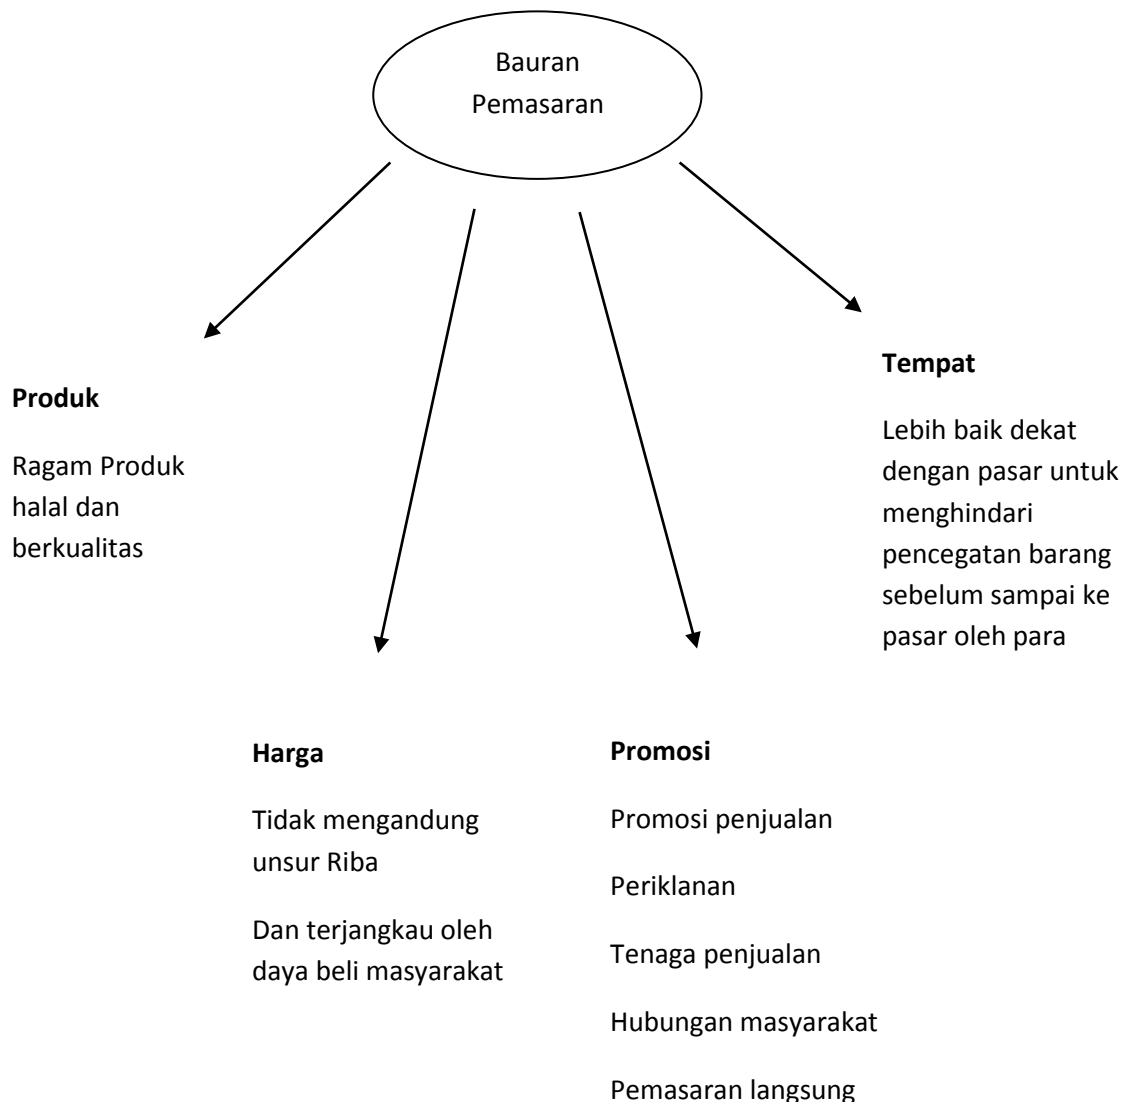 Bauran
Pemasaran
Produk
Ragam Produk
halal dan
berkualitas
Harga
Tidak mengandung
unsur Riba
Dan terjangkau oleh
daya beli masyarakat
Promosi
Promosi penjualan
Periklanan
Tenaga penjualan
Hubungan masyarakat
Pemasaran langsung
Tempat
Lebih baik dekat
dengan pasar untuk
menghindari
pencegatan barang
sebelum sampai ke
pasar oleh para